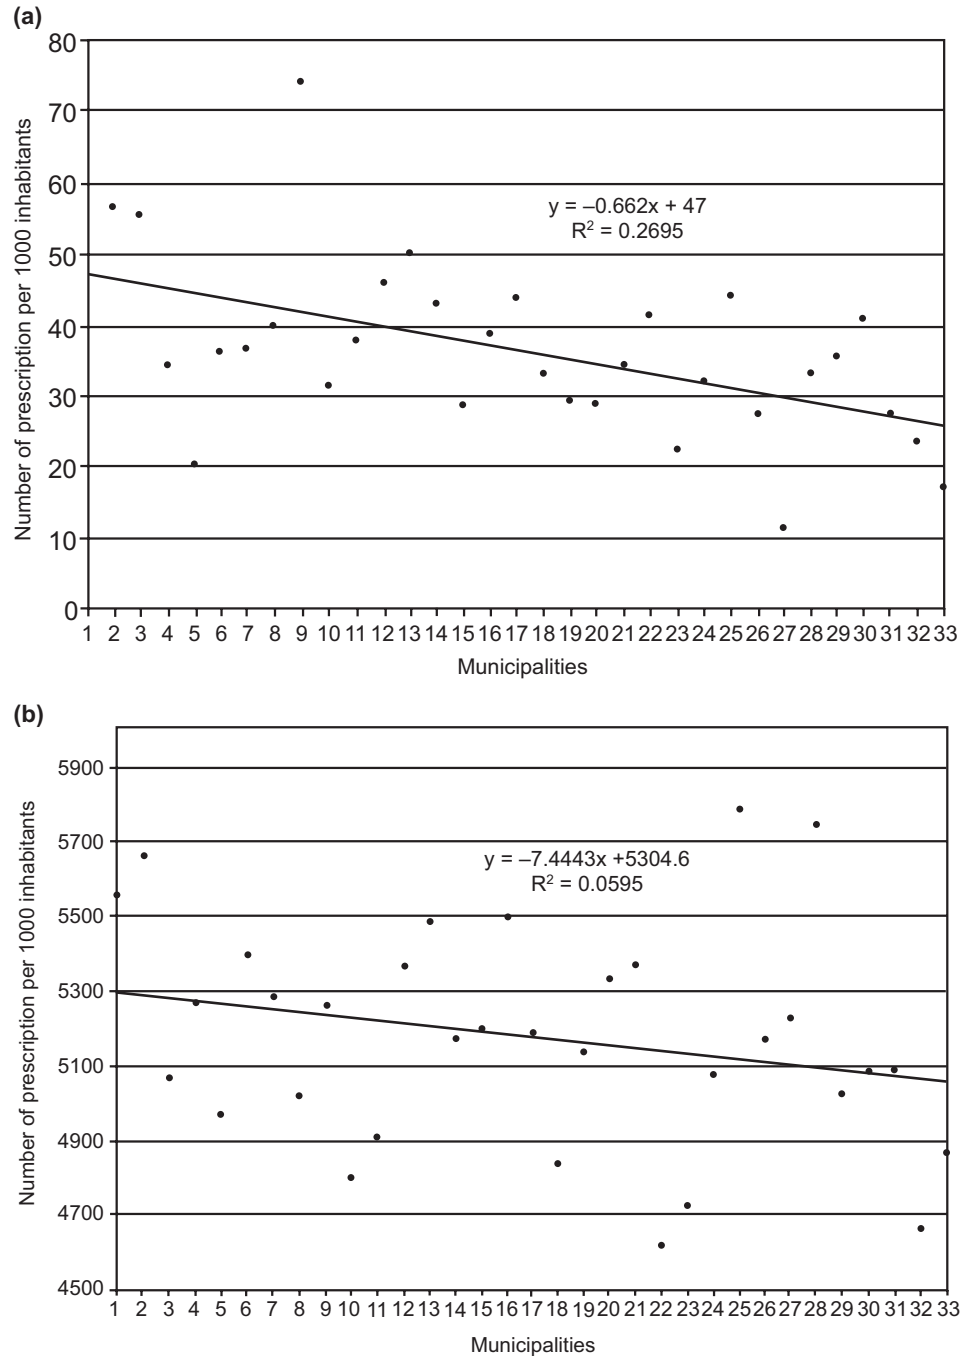 (a)
80
70
60
50
40
30
20
10
0
Number of prescription per 1000 inhabitants
y = –0.662x + 47
R² = 0.2695
1 2 3 4 5 6 7 8 9 10 11 12 13 14 15 16 17 18 19 20 21 22 23 24 25 26 27 28 29 30 31 32 33
Municipalities
(b)
5900
5700
5500
5300
5100
4900
4700
4500
Number of prescription per 1000 inhabitants
y = –7.4443x +5304.6
R² = 0.0595
1 2 3 4 5 6 7 8 9 10 11 12 13 14 15 16 17 18 19 20 21 22 23 24 25 26 27 28 29 30 31 32 33
Municipalities